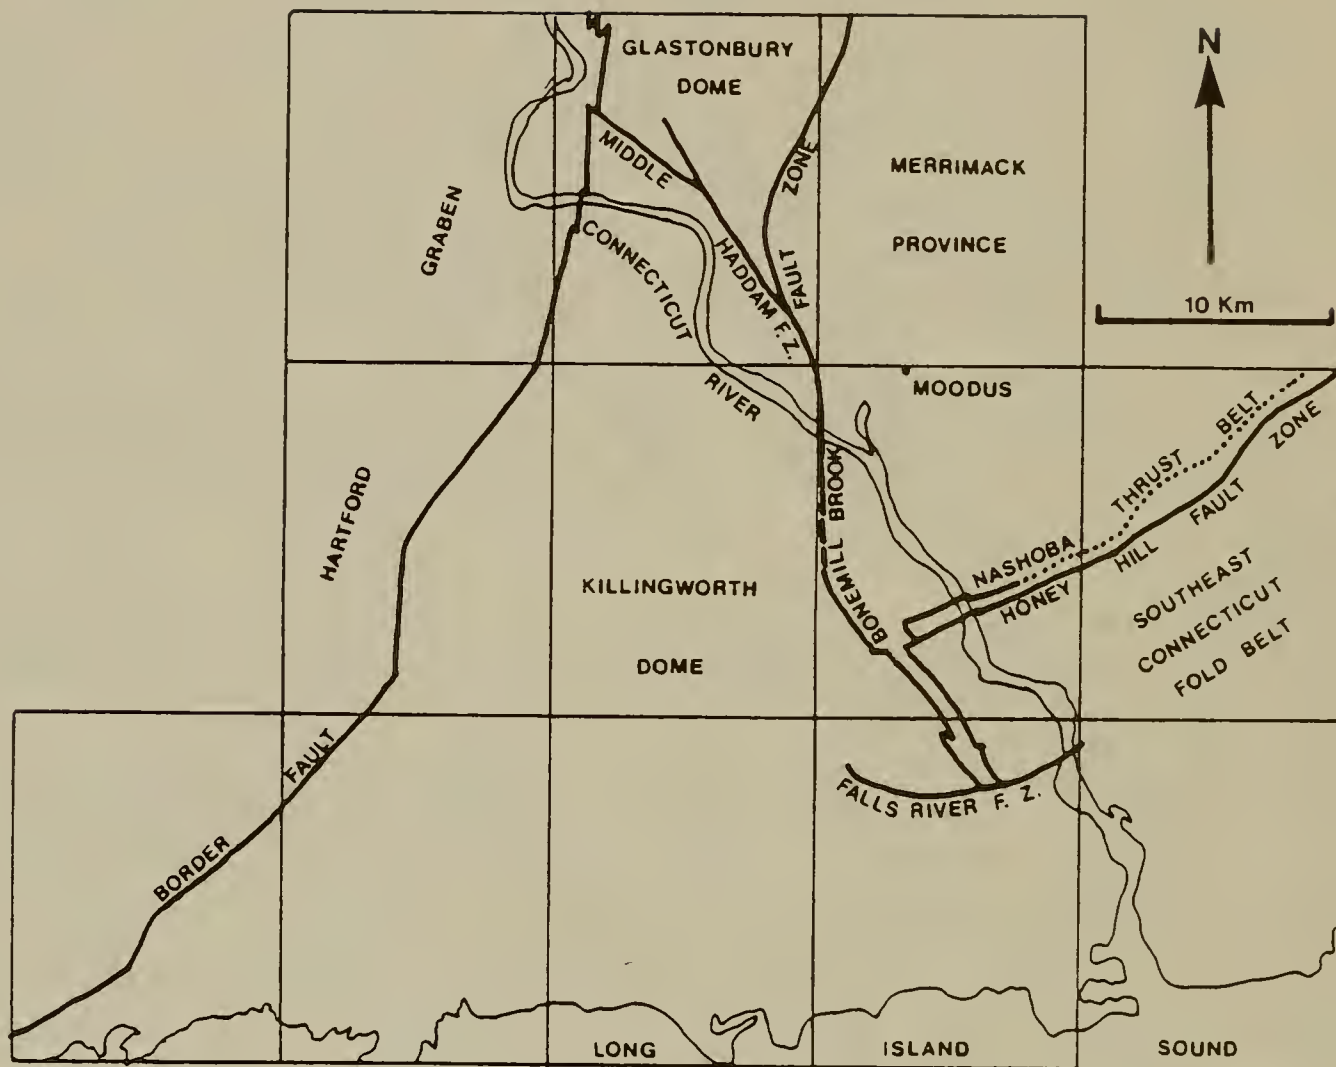 GLASTONBURY
DOME
N
MIDDLE
HADDAM F. Z.
FAULT
ZONE
MERRIMACK
PROVINCE
GRABEN
CONNECTICUT
RIVER
10 Km
MOODUS
HARTFORD
BONEMILL BROOK
NASHOBA
THRUST
BELT
HONEY
HILL
FAULT
ZONE
KILLINGWORTH
DOME
SOUTHEAST
CONNECTICUT
FOLD BELT
BORDER
FAULT
FALLS RIVER F. Z.
LONG
ISLAND
SOUND